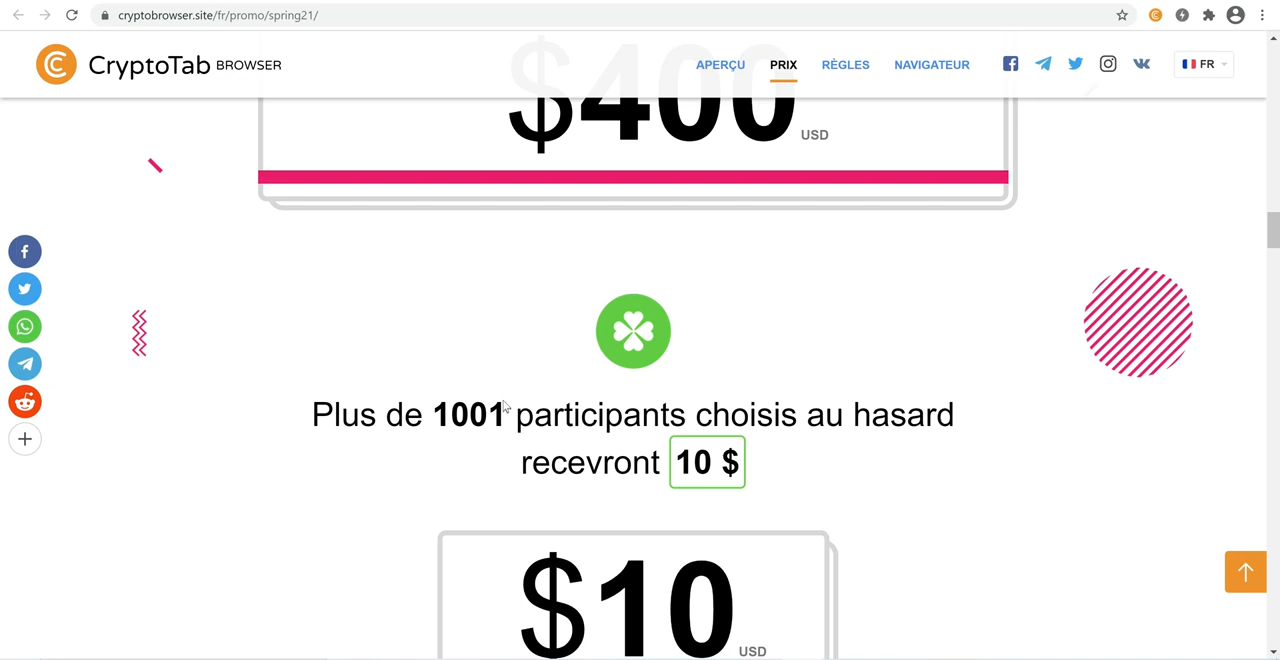 cryptobrowser.site/fr/promo/spring21/
CryptoTab BROWSER
APERÇU PRIX RÈGLES NAVIGATEUR FR
$400 USD
Plus de 1001 participants choisis au hasard
recevront 10 $
$10 USD